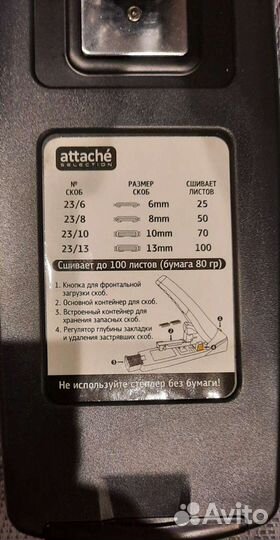 attaché
SELECTION
№ СКОБ РАЗМЕР СКОБ СШИВАЕТ ЛИСТОВ
23/6 6mm 25
23/8 8mm 50
23/10 10mm 70
23/13 13mm 100
Сшивает до 100 листов (бумага 80 гр)
1. Кнопка для фронтальной
загрузки скоб.
2. Основной контейнер для скоб.
3. Встроенный контейнер для
хранения запасных скоб.
4. Регулятор глубины закладки
и удаления застрявших скоб.
Не используйте степлер без бумаги!
Avito